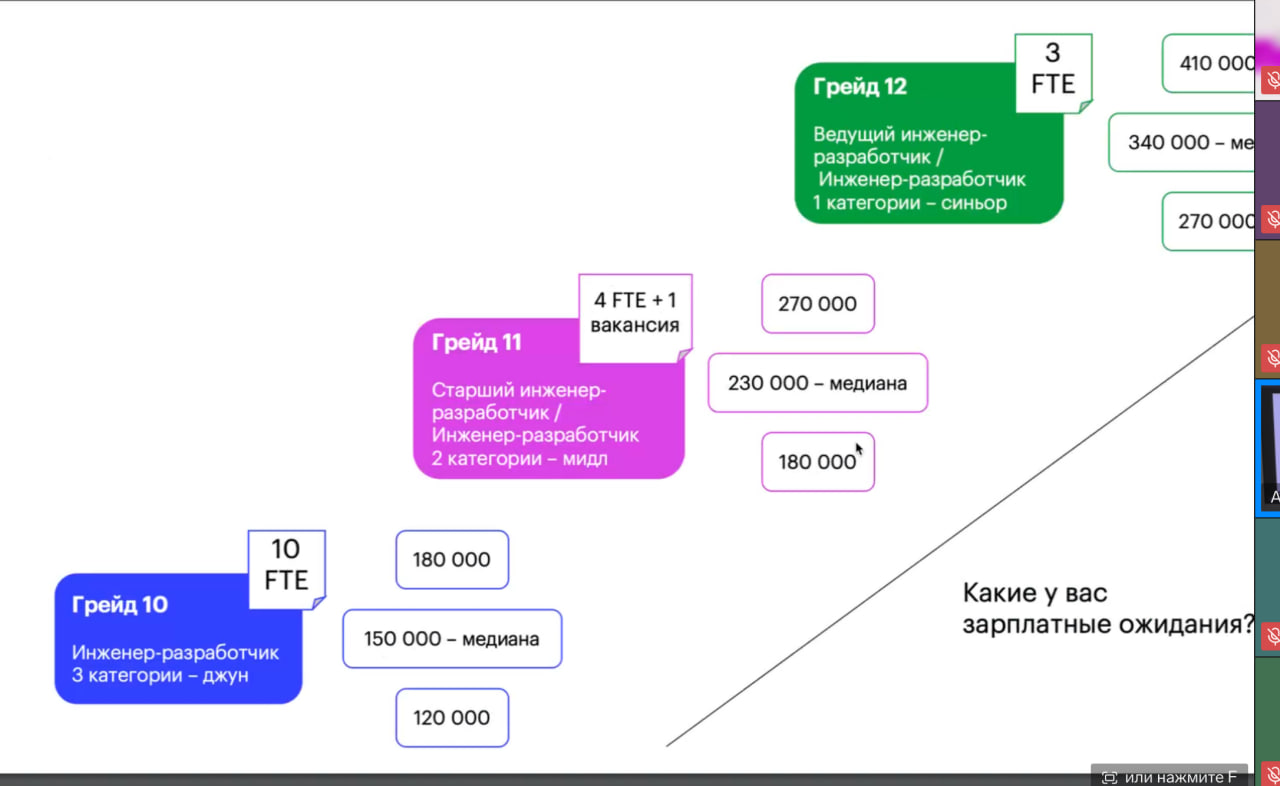 3
FTE
410 000
Грейд 12
Ведущий инженер-
разработчик /
Инженер-разработчик
1 категории – синьор
340 000 – ме
270 000
4 FTE + 1
вакансия
270 000
Грейд 11
Старший инженер-
разработчик /
Инженер-разработчик
2 категории – мидл
230 000 – медиана
180 000
10
FTE
180 000
Грейд 10
Инженер-разработчик
3 категории – джун
150 000 – медиана
120 000
Какие у вас
зарплатные ожидания?
А
или нажмите F